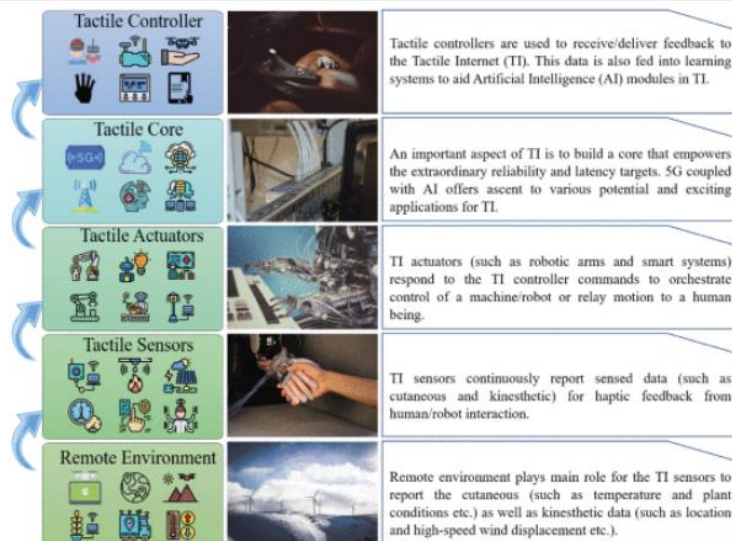 Tactile Controller
Tactile controllers are used to receive/deliver feedback to
the Tactile Internet (TI). This data is also fed into learning
systems to aid Artificial Intelligence (AI) modules in TI.
Tactile Core
5G
An important aspect of TI is to build a core that empowers
the extraordinary reliability and latency targets. 5G coupled
with AI offers ascent to various potential and exciting
applications for TI.
Tactile Actuators
TI actuators (such as robotic arms and smart systems)
respond to the TI controller commands to orchestrate
control of a machine/robot or relay motion to a human
being.
Tactile Sensors
TI sensors continuously report sensed data (such as
cutaneous and kinesthetic) for haptic feedback from
human/robot interaction.
Remote Environment
Remote environment plays main role for the TI sensors to
report the cutaneous (such as temperature and plant
conditions etc.) as well as kinesthetic data (such as location
and high-speed wind displacement etc.).